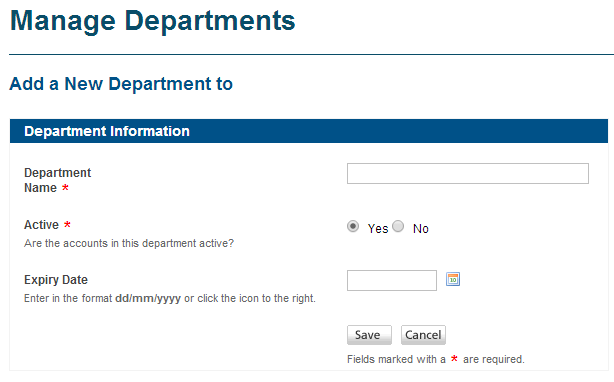 Manage Departments
Add a New Department to
Department Information
Department
Name *
Active *
Yes No
Are the accounts in this department active?
Expiry Date
Enter in the format dd/mm/yyyy or click the icon to the right.
Save Cancel
Fields marked with a * are required.